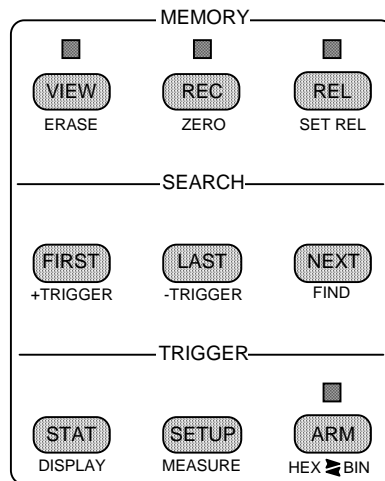 MEMORY
VIEW REC REL
ERASE ZERO SET REL
SEARCH
FIRST LAST NEXT
+TRIGGER -TRIGGER FIND
TRIGGER
STAT SETUP ARM
DISPLAY MEASURE HEX BIN